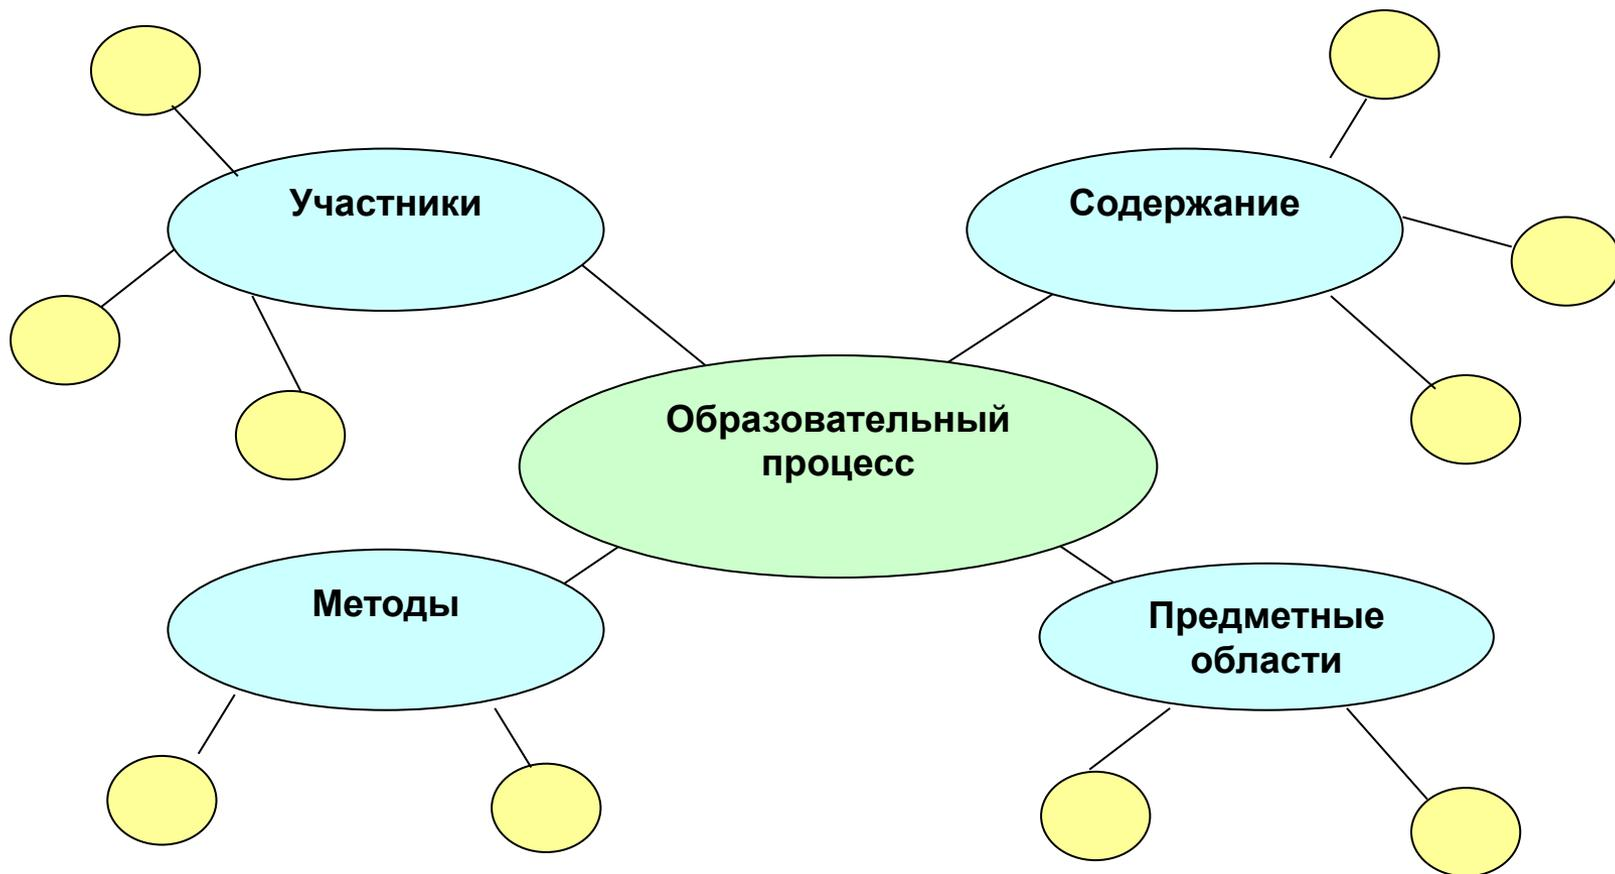 Участники
Содержание
Образовательный
процесс
Методы
Предметные
области